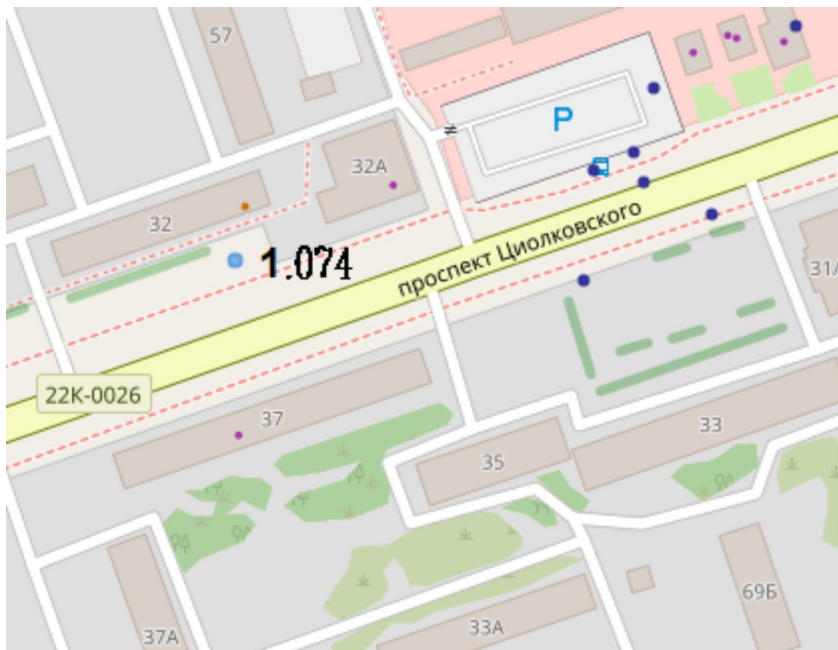 57
P
32А
32
1.074
проспект Циолковского
31А
22К-0026
37
33
35
69Б
33А
37А